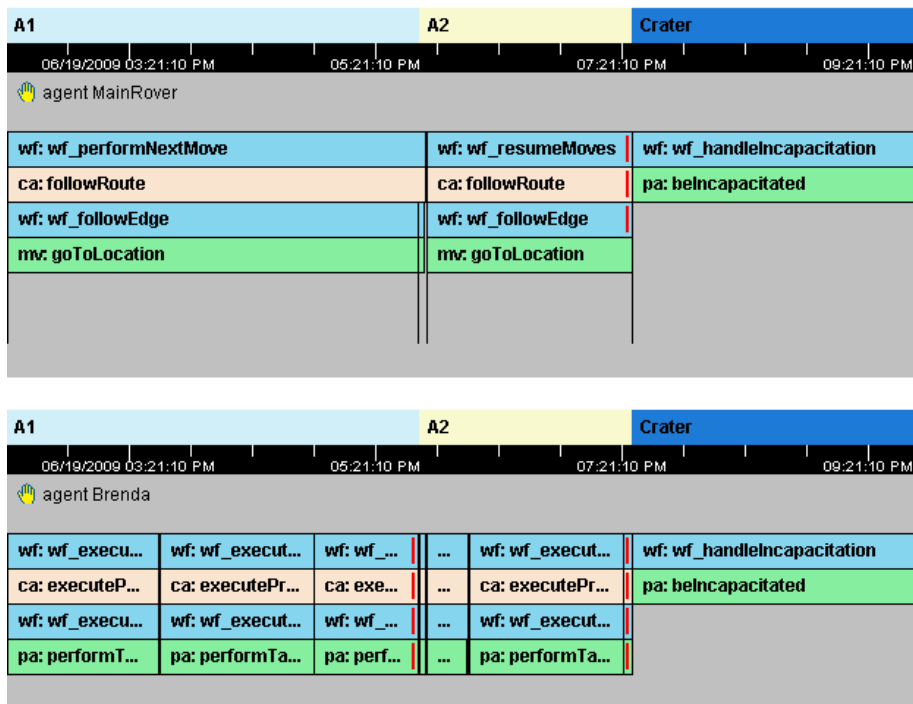 A1 A2 Crater
06/19/2009 03:21:10 PM 05:21:10 PM 07:21:10 PM 09:21:10 PM
agent MainRover
wf: wf_performNextMove wf: wf_resumeMoves wf: wf_handleIncapacitation
ca: followRoute ca: followRoute pa: beIncapacitated
wf: wf_followEdge wf: wf_followEdge
mv: goToLocation mv: goToLocation
A1 A2 Crater
06/19/2009 03:21:10 PM 05:21:10 PM 07:21:10 PM 09:21:10 PM
agent Brenda
wf: wf_execu... wf: wf_execut... wf: wf_... ... wf: wf_execut... wf: wf_handleIncapacitation
ca: executeP... ca: executePr... ca: exe... ... ca: executePr... pa: beIncapacitated
wf: wf_execu... wf: wf_execut... wf: wf_... ... wf: wf_execut...
pa: performT... pa: performTa... pa: perf... ... pa: performTa...